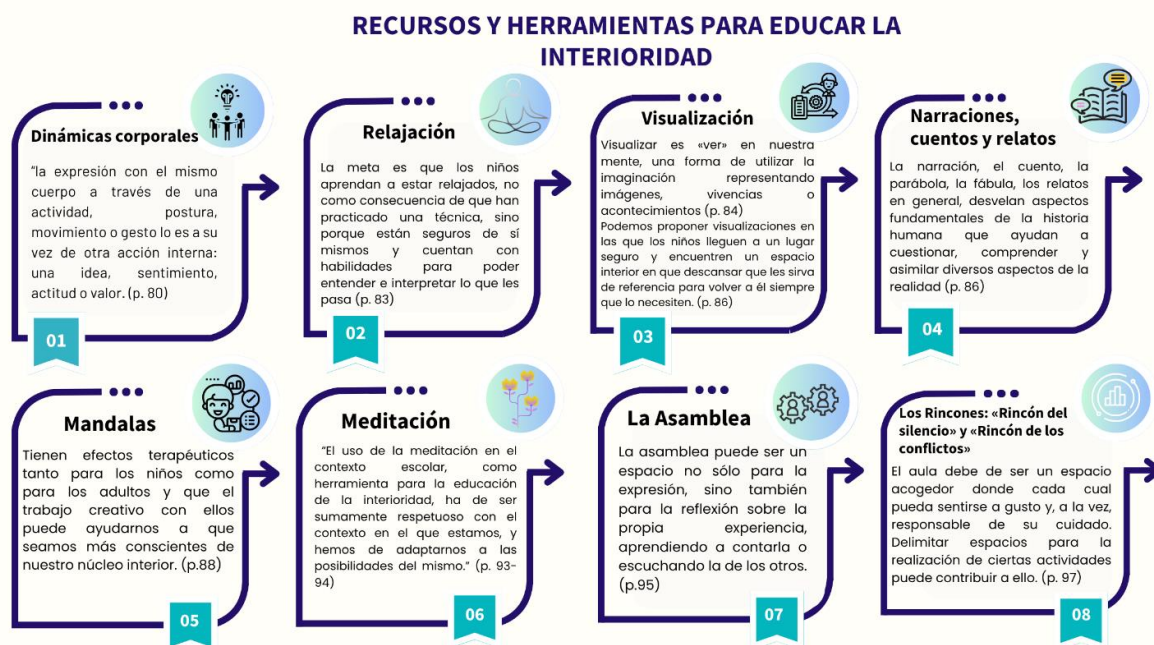 RECURSOS Y HERRAMIENTAS PARA EDUCAR LA
INTERIORIDAD
Dinámicas corporales
"la expresión con el mismo
cuerpo a través de una
actividad, postura,
movimiento o gesto lo es a su
vez de otra acción interna:
una idea, sentimiento,
actitud o valor. (p. 80)
01
Relajación
La meta es que los niños
aprendan a estar relajados, no
como consecuencia de que han
practicado una técnica, sino
porque están seguros de sí
mismos y cuentan con
habilidades para poder
entender e interpretar lo que les
pasa (p. 83)
02
Visualización
Visualizar es «ver» en nuestra
mente, una forma de utilizar la
imaginación representando
imágenes, vivencias o
acontecimientos (p. 84)
Podemos proponer visualizaciones en
las que los niños lleguen a un lugar
seguro y encuentren un espacio
interior en que descansar que les sirva
de referencia para volver a él siempre
que lo necesiten. (p. 86)
03
Narraciones,
cuentos y relatos
La narración, el cuento, la
parábola, la fábula, los relatos
en general, desvelan aspectos
fundamentales de la historia
humana que ayudan a
cuestionar, comprender y
asimilar diversos aspectos de la
realidad (p. 86)
04
Mandalas
Tienen efectos terapéuticos
tanto para los niños como
para los adultos y que el
trabajo creativo con ellos
puede ayudarnos a que
seamos más conscientes de
nuestro núcleo interior. (p.88)
05
Meditación
"El uso de la meditación en el
contexto escolar, como
herramienta para la educación
de la interioridad, ha de ser
sumamente respetuoso con el
contexto en el que estamos, y
hemos de adaptarnos a las
posibilidades del mismo." (p. 93-
94)
06
La Asamblea
La asamblea puede ser un
espacio no sólo para la
expresión, sino también
para la reflexión sobre la
propia experiencia,
aprendiendo a contarla o
escuchando la de los otros.
(p.95)
07
Los Rincones: «Rincón del
silencio» y «Rincón de los
conflictos»
El aula debe de ser un espacio
acogedor donde cada cual
pueda sentirse a gusto y, a la vez,
responsable de su cuidado.
Delimitar espacios para la
realización de ciertas actividades
puede contribuir a ello. (p. 97)
08